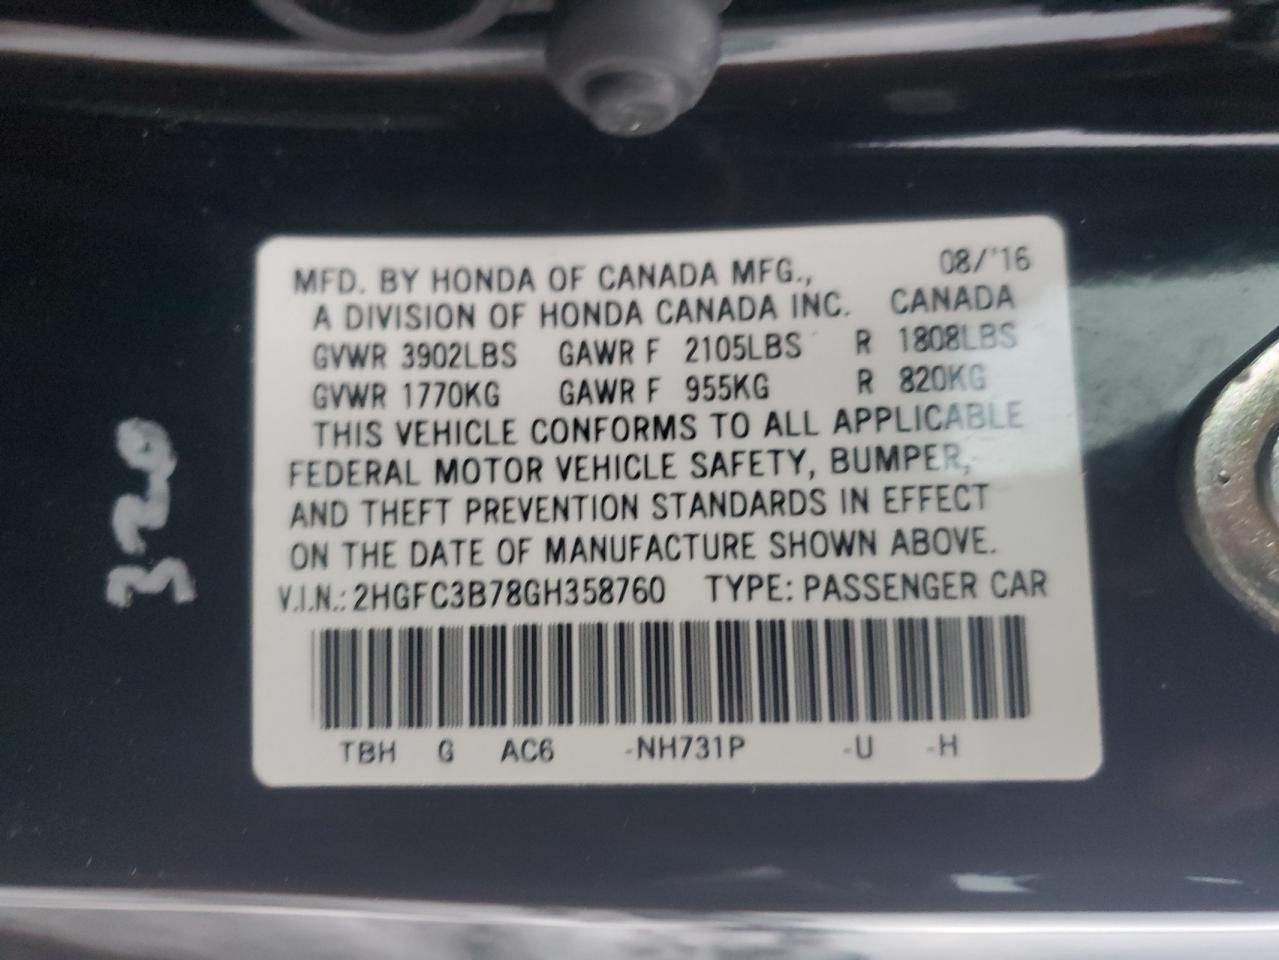 MFD. BY HONDA OF CANADA MFG., 08/'16
A DIVISION OF HONDA CANADA INC. CANADA
GVWR 3902LBS GAWR F 2105LBS R 1808LBS
GVWR 1770KG GAWR F 955KG R 820KG
THIS VEHICLE CONFORMS TO ALL APPLICABLE
FEDERAL MOTOR VEHICLE SAFETY, BUMPER,
AND THEFT PREVENTION STANDARDS IN EFFECT
ON THE DATE OF MANUFACTURE SHOWN ABOVE.
V.I.N.: 2HGFC3B78GH358760 TYPE: PASSENGER CAR
TBH G AC6 -NH731P -U -H